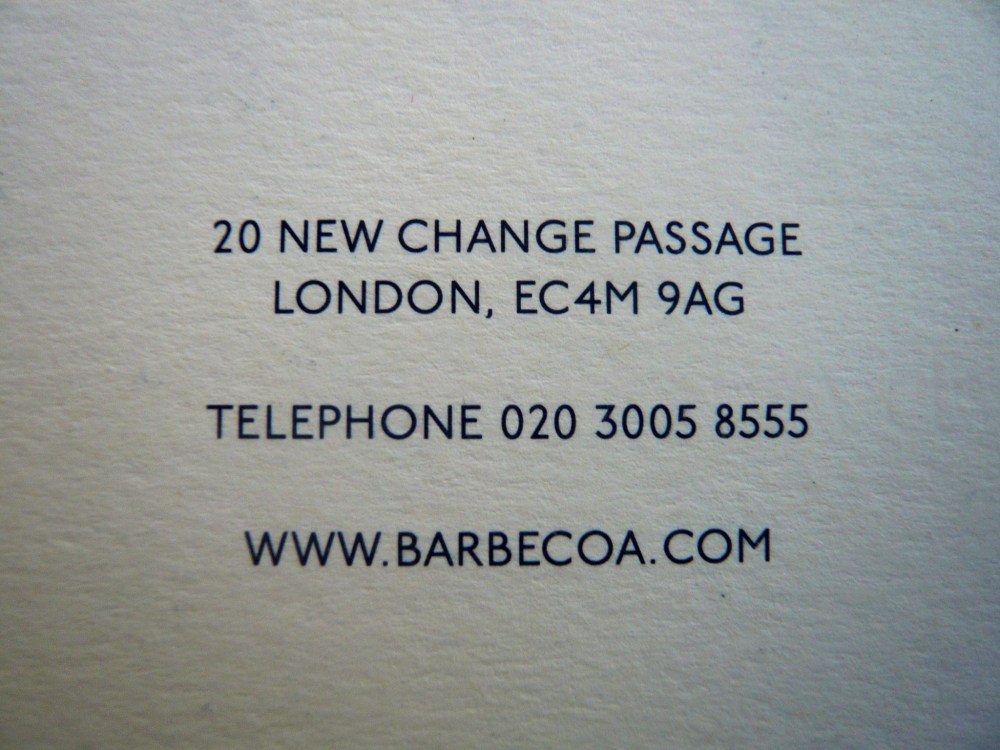 20 NEW CHANGE PASSAGE
LONDON, EC4M 9AG
TELEPHONE 020 3005 8555
WWW.BARBECOA.COM